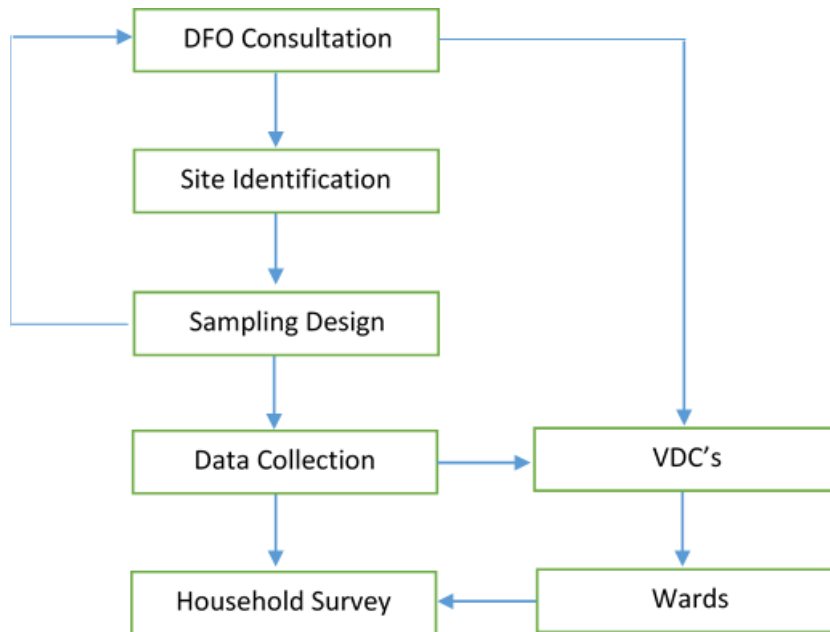 DFO Consultation
Site Identification
Sampling Design
Data Collection
VDC's
Household Survey
Wards